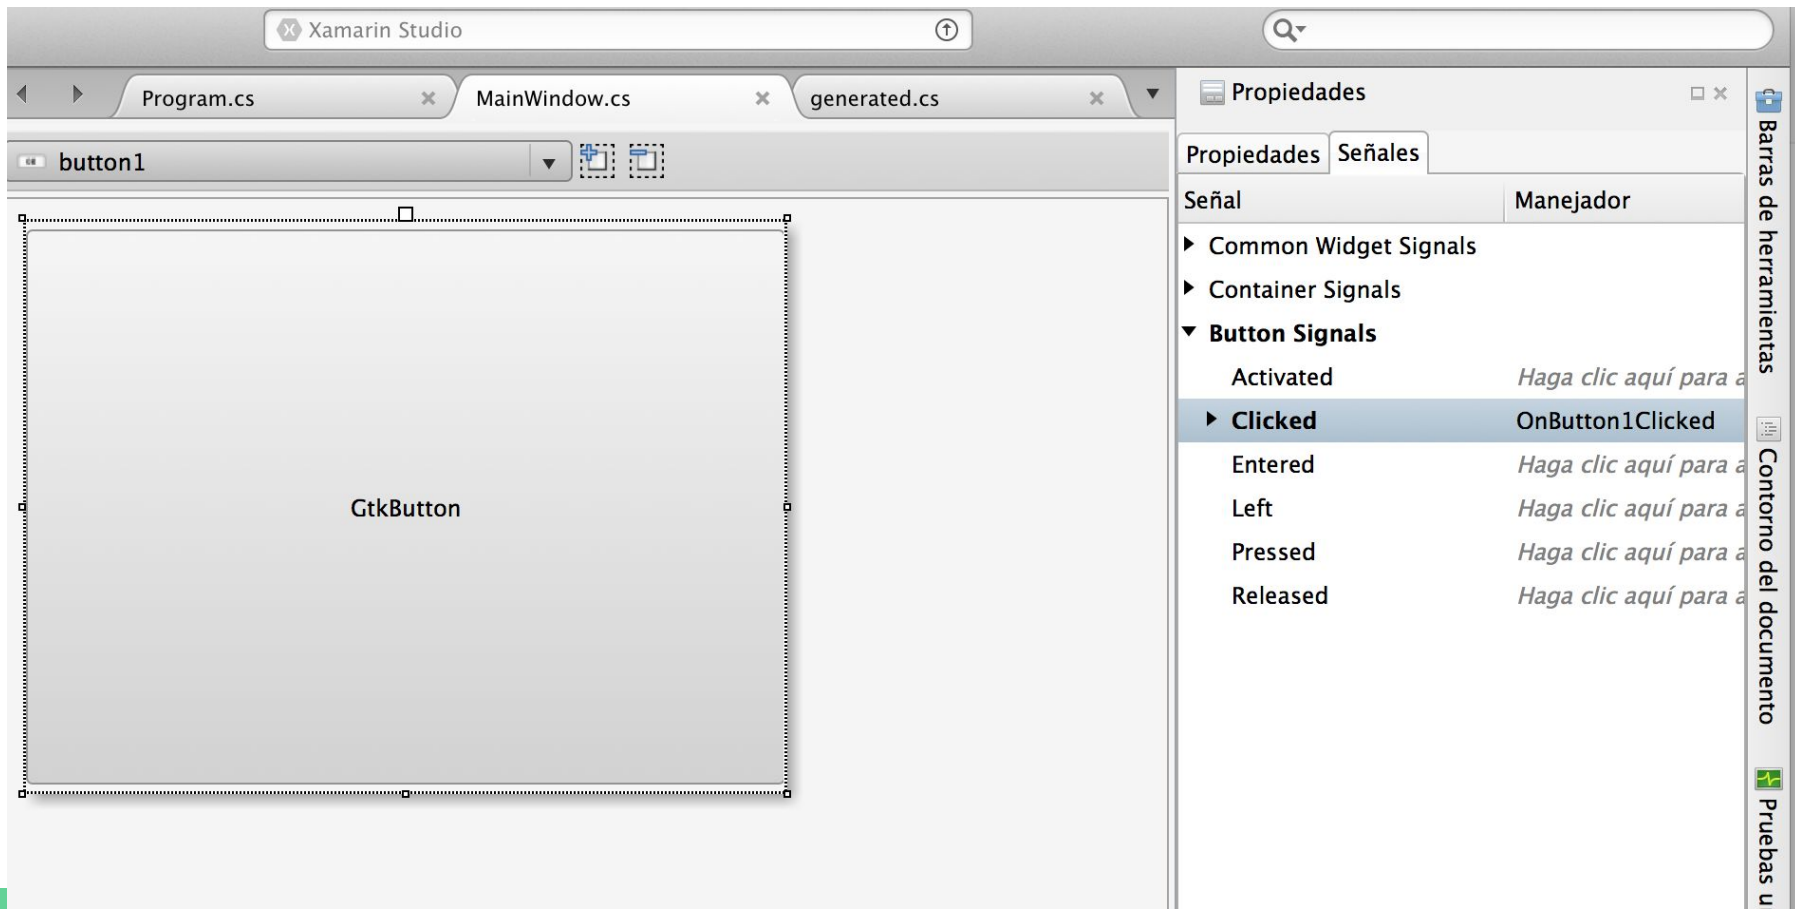 Xamarin Studio
Program.cs
MainWindow.cs
generated.cs
button1
GtkButton
Propiedades
Propiedades Señales
Señal Manejador
Common Widget Signals
Container Signals
Button Signals
Activated Haga clic aquí para
Clicked OnButton1Clicked
Entered Haga clic aquí para
Left Haga clic aquí para
Pressed Haga clic aquí para
Released Haga clic aquí para
Barras de herramientas
Contorno del documento
Pruebas